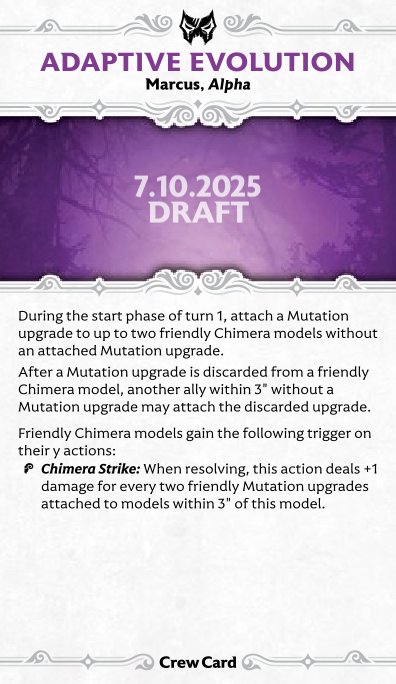 ADAPTIVE EVOLUTION
Marcus, Alpha
7.10.2025
DRAFT
During the start phase of turn 1, attach a Mutation
upgrade to up to two friendly Chimera models without
an attached Mutation upgrade.
After a Mutation upgrade is discarded from a friendly
Chimera model, another ally within 3" without a
Mutation upgrade may attach the discarded upgrade.
Friendly Chimera models gain the following trigger on
their y actions:
Chimera Strike: When resolving, this action deals +1
damage for every two friendly Mutation upgrades
attached to models within 3" of this model.
Crew Card